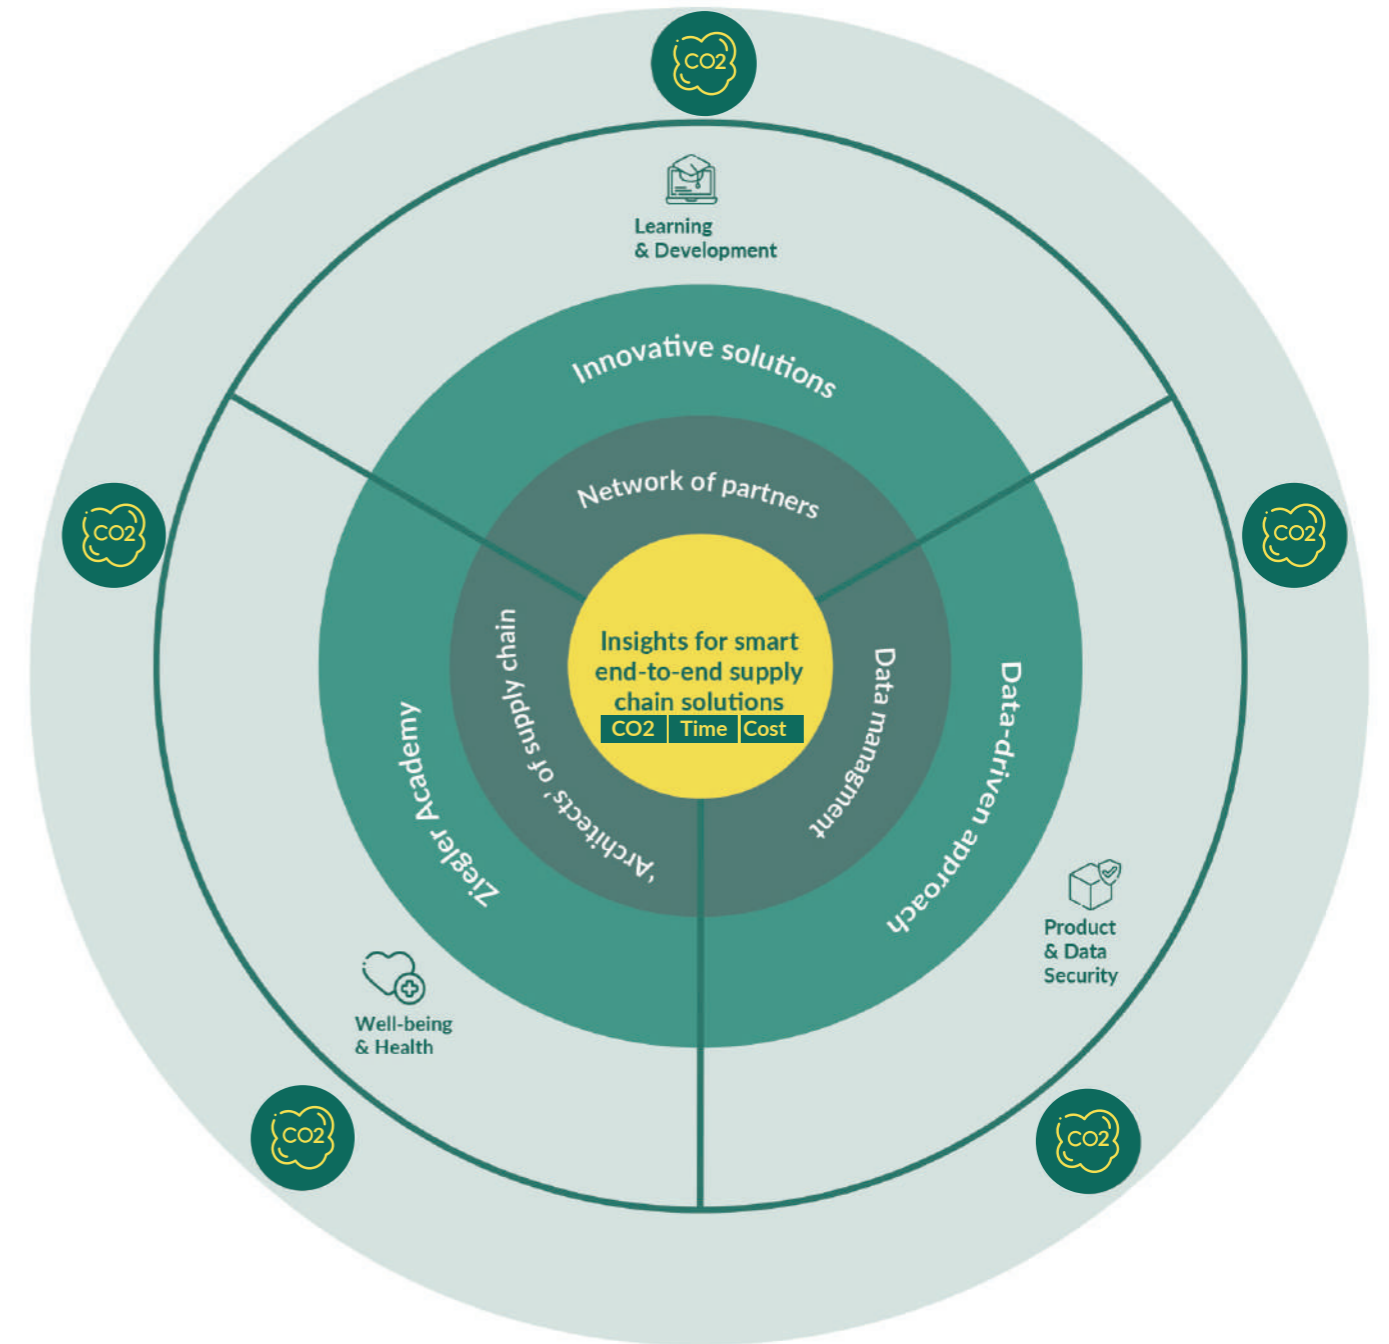 CO2
Learning
& Development
Innovative solutions
Network of partners
CO2
CO2
Insights for smart
end-to-end supply
chain solutions
CO2 Time Cost
'Architects' of supply chain
Data managment
Ziegler Academy
Data-driven approach
Product
& Data
Security
Well-being
& Health
CO2
CO2